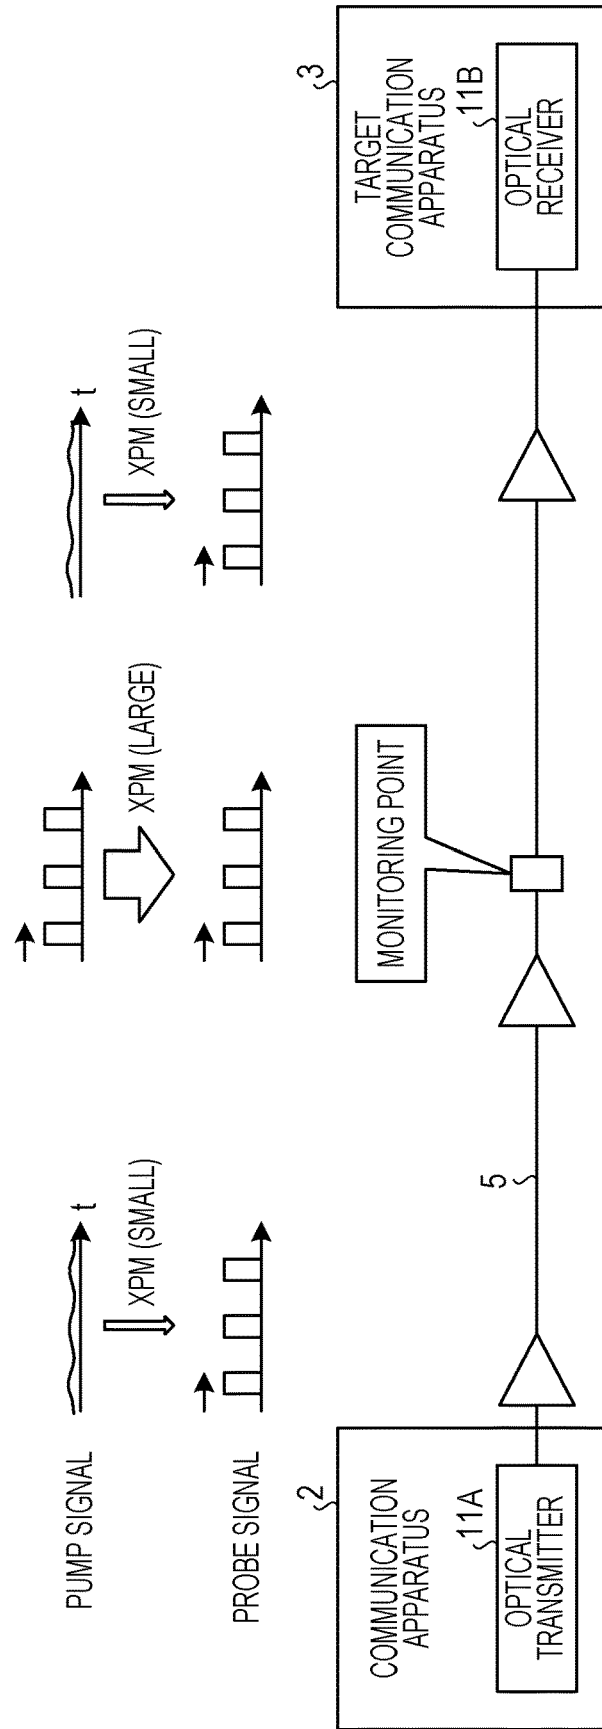 PUMP SIGNAL
t
XPM (SMALL)
XPM (LARGE)
t
XPM (SMALL)
PROBE SIGNAL
2
COMMUNICATION
APPARATUS
11A
OPTICAL
TRANSMITTER
5
MONITORING POINT
3
TARGET
COMMUNICATION
APPARATUS
11B
OPTICAL
RECEIVER